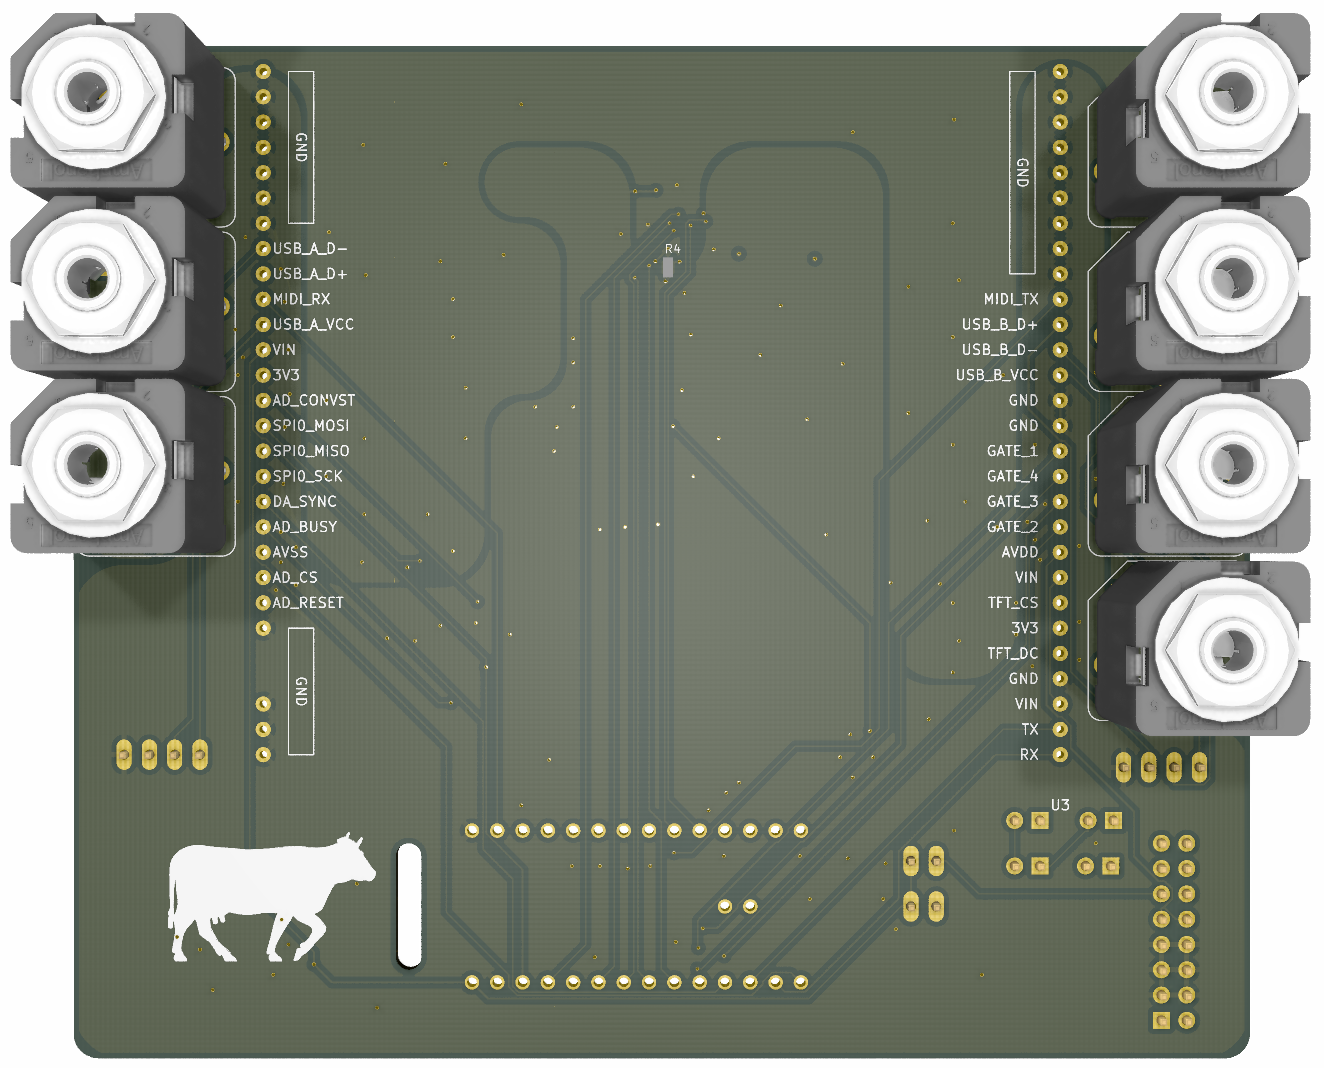 GND
GND
USB_A_D-
R4
USB_A_D+
MIDI_RX
MIDI_TX
USB_A_VCC
USB_B_D+
VIN
USB_B_D-
3V3
USB_B_VCC
AD_CONVST
GND
SPI0_MOSI
GND
SPI0_MISO
GATE_1
SPI0_SCK
GATE_4
DA_SYNC
GATE_3
AD_BUSY
GATE_2
AVSS
AVDD
AD_CS
VIN
AD_RESET
TFT_CS
3V3
TFT_DC
GND
GND
VIN
TX
RX
U3